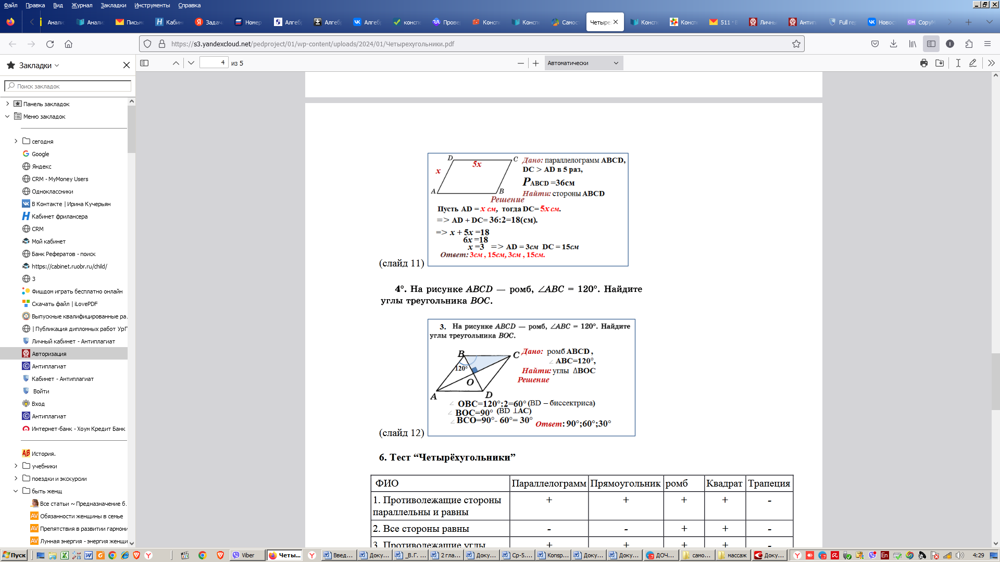 Файл Правка Вид Журнал Закладки Инструменты Справка
Анали Анали Письм Кабин Задач Номер Алгеб Алгеб Алгеб консп Прове Консп Консп Самос Четыре Консп Консп 511 · Личны Антип Full re Новос CopyM
https://s3.yandexcloud.net/pedproject/01/wp-content/uploads/2024/01/Четырехугольники.pdf
Закладки
4 из 5
Автоматически
Поиск закладок
Панель закладок
Меню закладок
сегодня
Google
Яндекс
CRM - MyMoney Users
Одноклассники
В Контакте | Ирина Кучерьян
Кабинет фрилансера
CRM
Мой кабинет
Банк Рефератов - поиск
https://cabinet.ruobr.ru/child/
3
Фишдом играть бесплатно онлайн
Скачать файл | iLovePDF
Выпускные квалифицированные ра.
| Публикация дипломных работ УрГ
Личный кабинет - Антиплагиат
Авторизация
Антиплагиат
Кабинет - Антиплагиат
Войти
Вход
Антиплагиат
Интернет-банк - Хоум Кредит Банк
История.
учебники
поездки и экскурсии
быть женщ
Все статьи ~ Предназначение б.
Обязанности женщины в семье
Препятствия в развитии гармони
Лунная энергия - энергия женщи
D C
5x
x
A B
Дано: параллелограмм ABCD,
DC > AD в 5 раз,
PABCD =36см
Найти: стороны ABCD
Решение
Пусть AD = x см, тогда DC= 5x см.
=> AD + DC= 36:2=18(см).
=> x + 5x =18
6x =18
x =3 => AD = 3см DC = 15см
Ответ: 3см , 15см, 3см , 15см.
(слайд 11)
4°. На рисунке ABCD — ромб, ∠ABC = 120°. Найдите
углы треугольника BOC.
3. На рисунке ABCD — ромб, ∠ABC = 120°. Найдите
углы треугольника BOC.
B C
120°
O
A D
Дано: ромб ABCD ,
∠ ABC=120°,
Найти: углы ΔBOC
Решение
∠ OBC=120°:2=60° (BD – биссектриса)
∠ BOC=90° (BD ⊥AC)
∠ BCO=90°- 60°= 30° Ответ: 90°;60°;30°
(слайд 12)
6. Тест “Четырёхугольники”
ФИО Параллелограмм Прямоугольник ромб Квадрат Трапеция
1. Противолежащие стороны параллельны и равны + + + + -
2. Все стороны равны - - + + -
3. Противолежащие углы + + + + -
Пуск Viber Четы... Введ... Доку... _В.Г. ... 2 гла... Доку... Ср-5.... Konsp... Доку... Доку... ДОЧ... само... массаж Доку... En 4:29